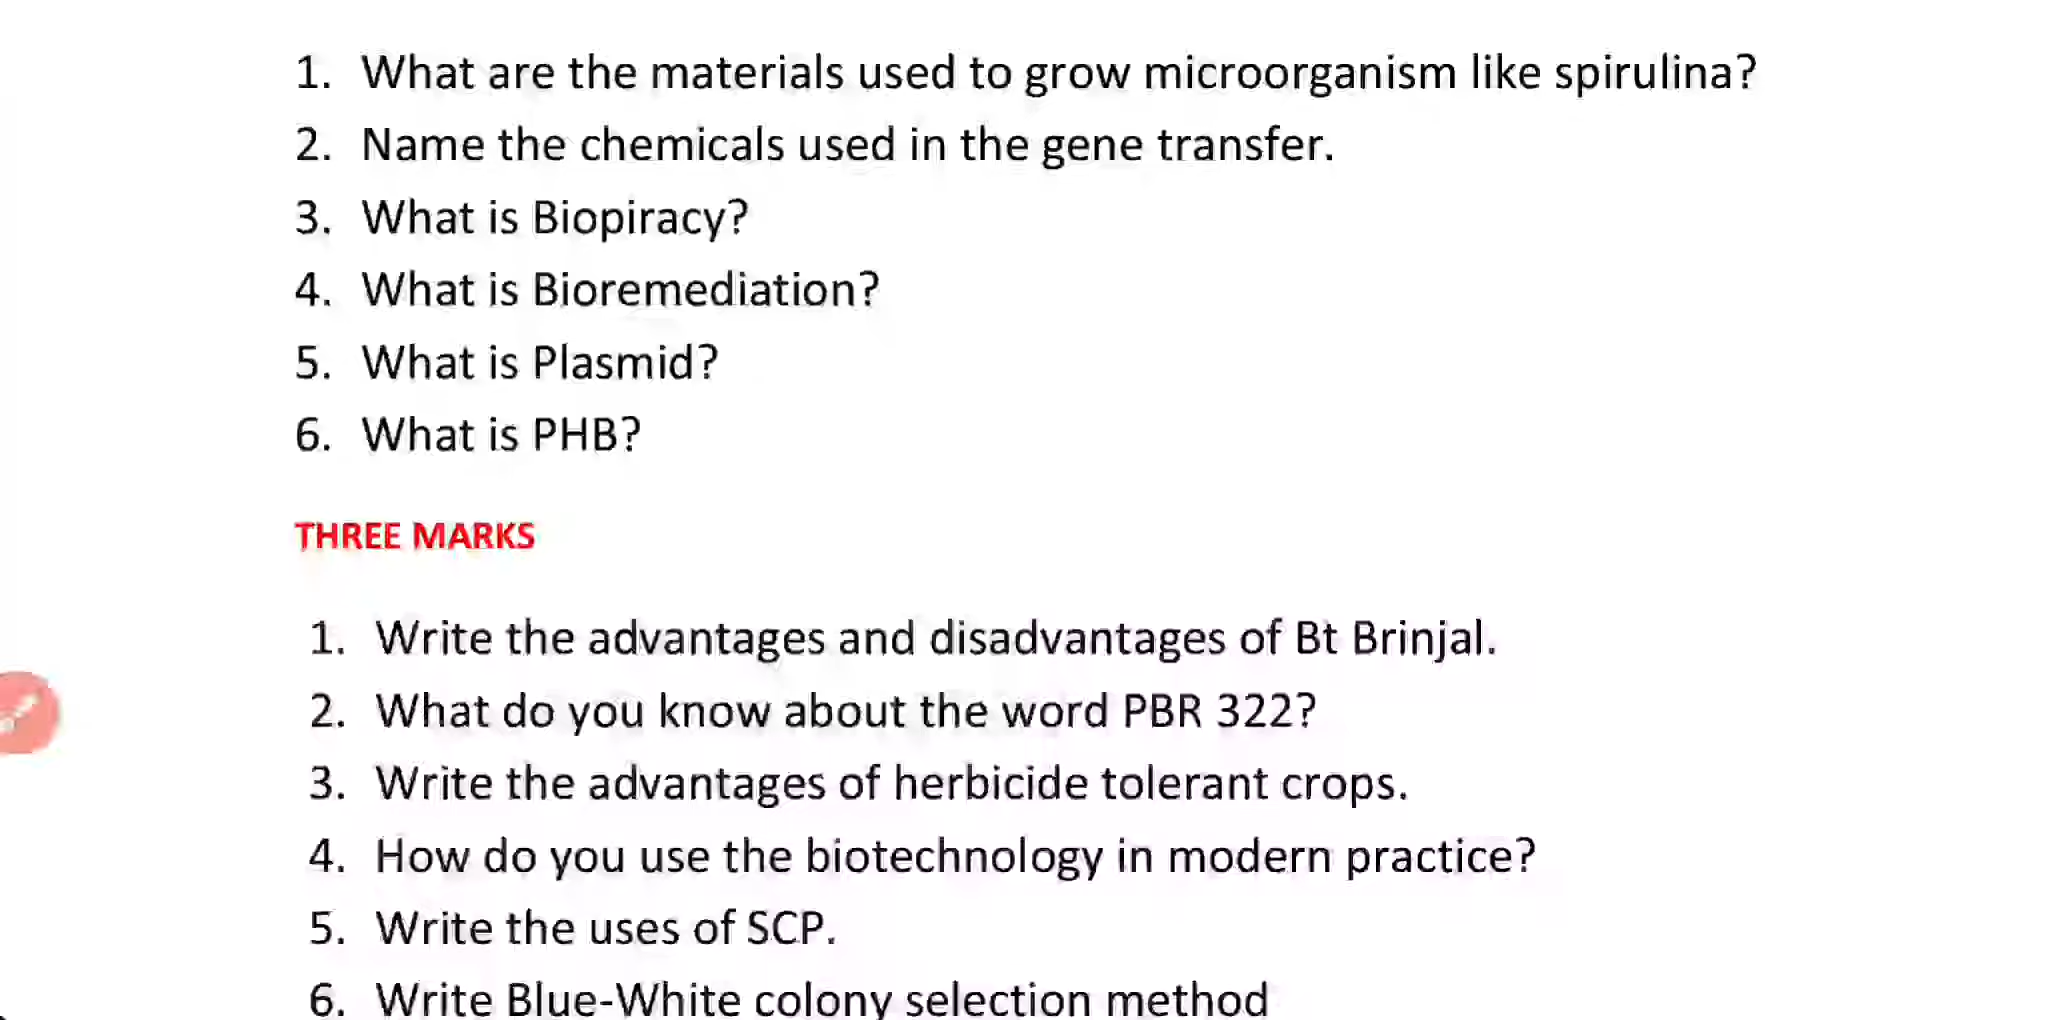 1. What are the materials used to grow microorganism like spirulina?
2. Name the chemicals used in the gene transfer.
3. What is Biopiracy?
4. What is Bioremediation?
5. What is Plasmid?
6. What is PHB?
THREE MARKS
1. Write the advantages and disadvantages of Bt Brinjal.
2. What do you know about the word PBR 322?
3. Write the advantages of herbicide tolerant crops.
4. How do you use the biotechnology in modern practice?
5. Write the uses of SCP.
6. Write Blue-White colony selection method